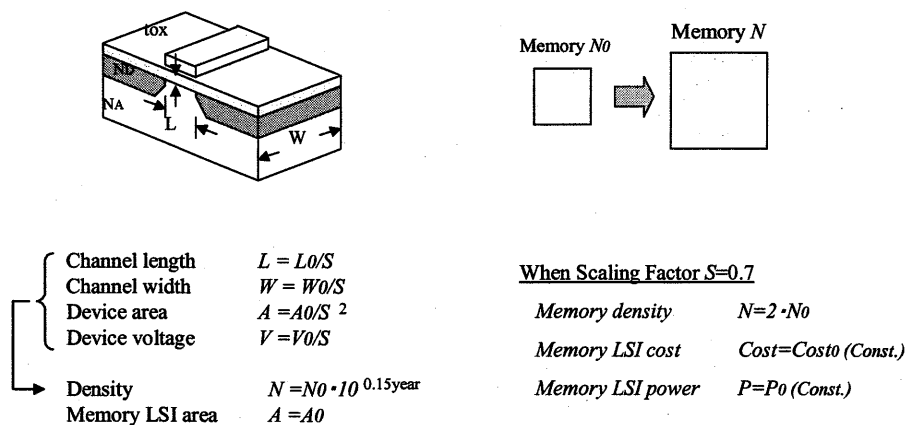 tox
ND
NA
L
W
Memory N0
Memory N
Channel length L = L0/S
Channel width W = W0/S
Device area A = A0/S 2
Device voltage V = V0/S
Density N = N0・10 0.15year
Memory LSI area A = A0
When Scaling Factor S=0.7
Memory density N=2・N0
Memory LSI cost Cost=Cost0 (Const.)
Memory LSI power P=P0 (Const.)